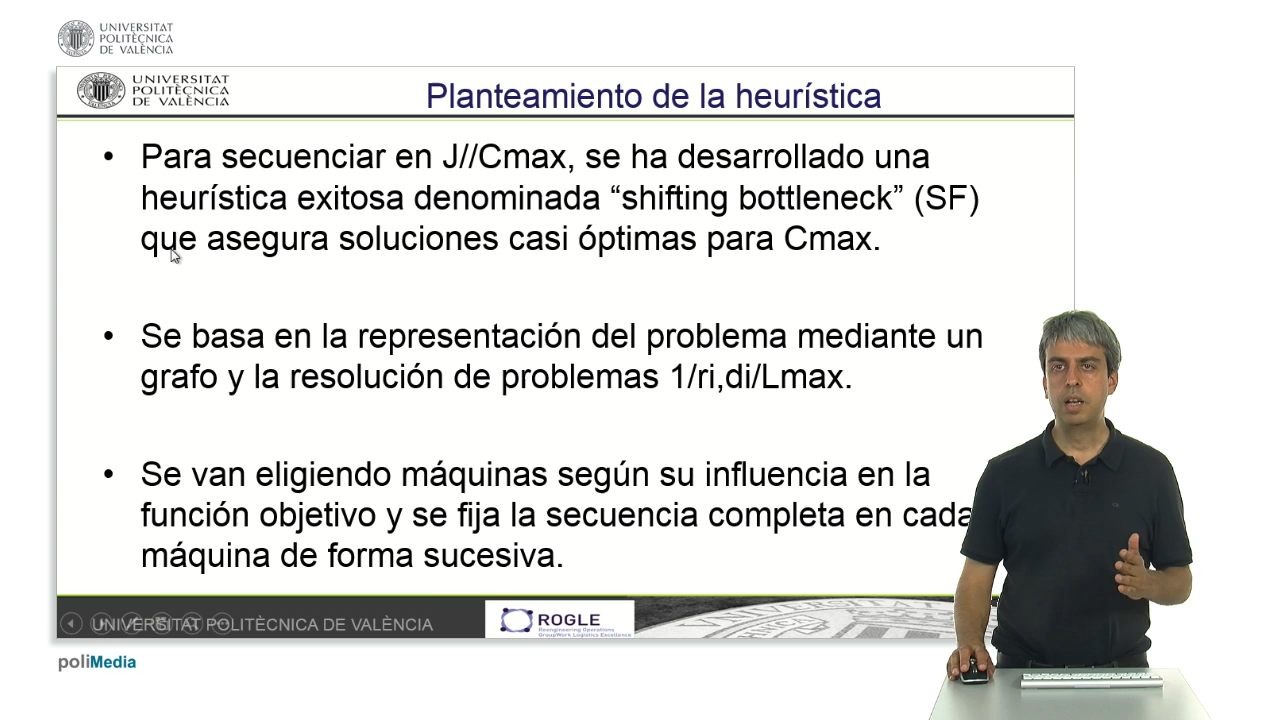 UNIVERSITAT
POLITÈCNICA
DE VALÈNCIA
UNIVERSITAT
POLITÈCNICA
DE VALÈNCIA
Planteamiento de la heurística
• Para secuenciar en J//Cmax, se ha desarrollado una
heurística exitosa denominada “shifting bottleneck” (SF)
que asegura soluciones casi óptimas para Cmax.
• Se basa en la representación del problema mediante un
grafo y la resolución de problemas 1/ri,di/Lmax.
• Se van eligiendo máquinas según su influencia en la
función objetivo y se fija la secuencia completa en cada
máquina de forma sucesiva.
UNIVERSITAT POLITÈCNICA DE VALÈNCIA
ROGLE
Reengineering Operations
GroupWork Logistics Excellence
poliMedia